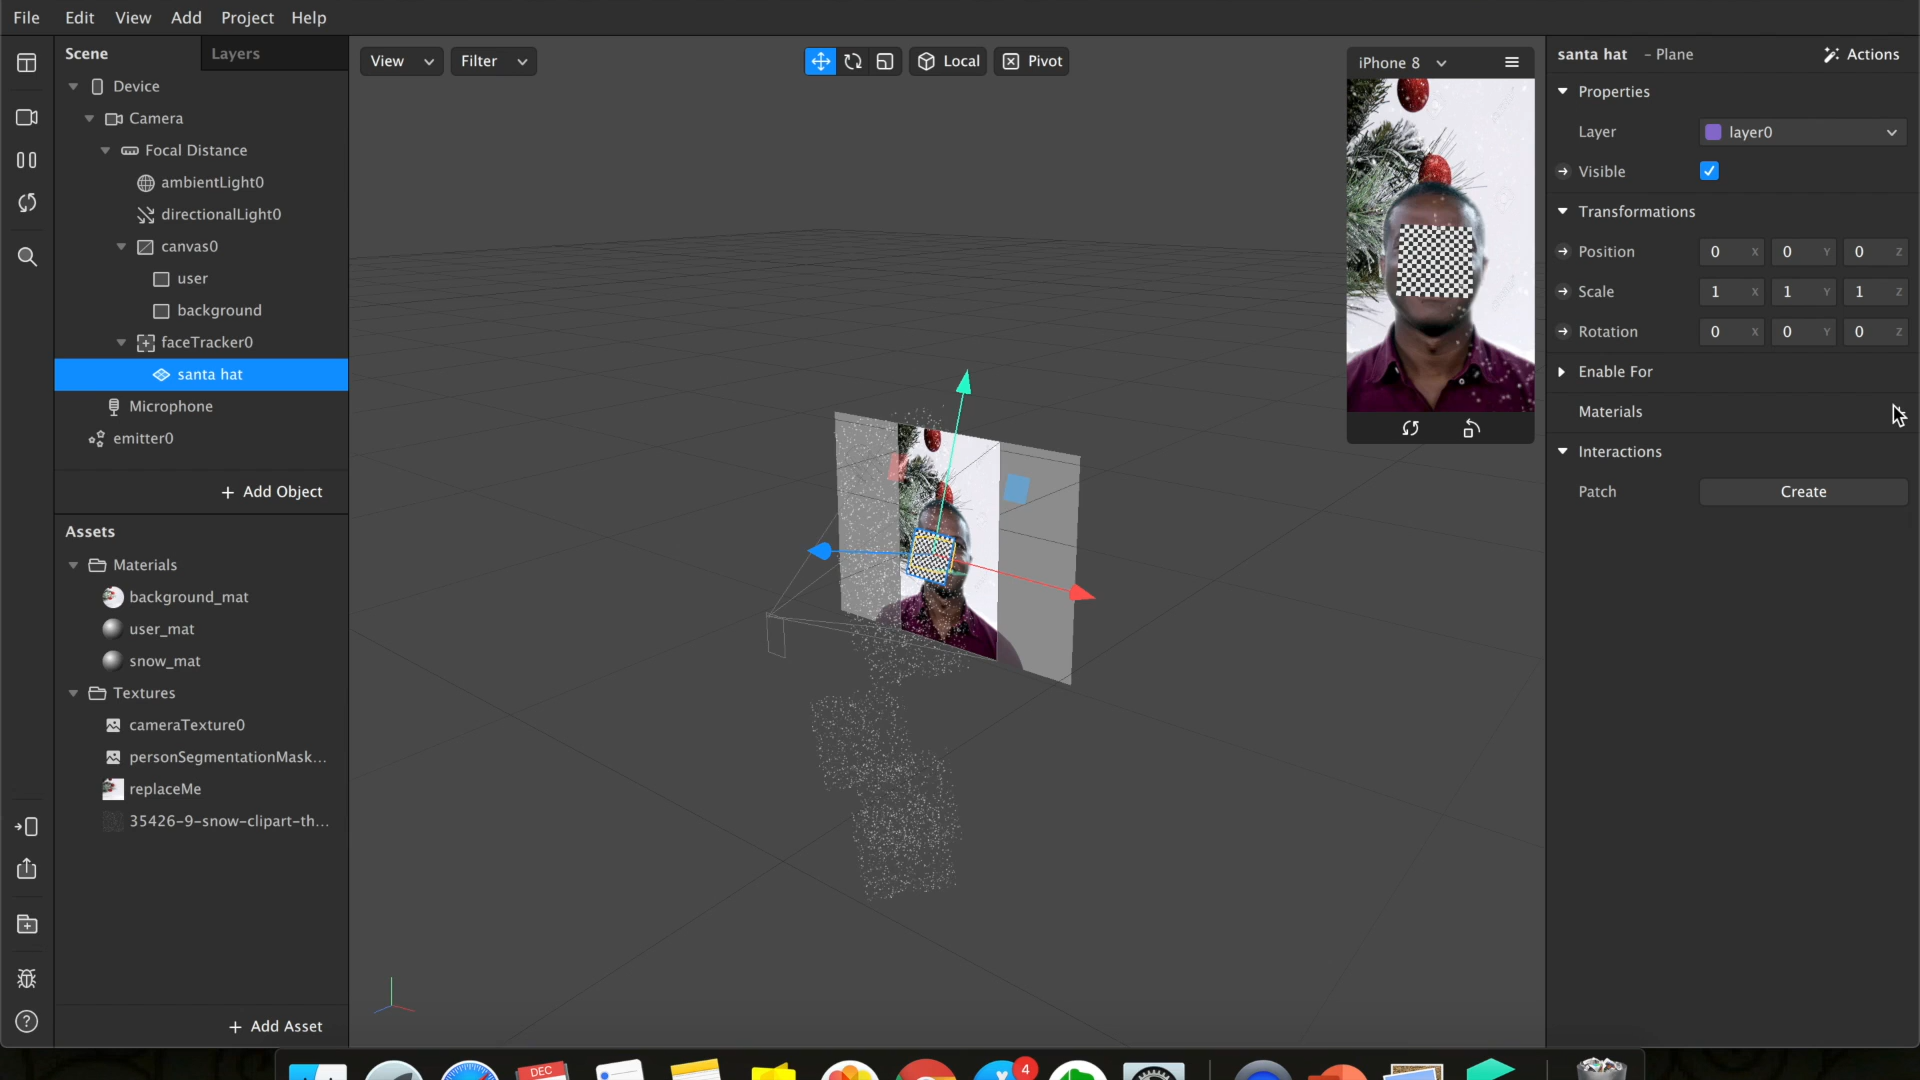 File Edit View Add Project Help
Scene Layers
Device
Camera
Focal Distance
ambientLight0
directionalLight0
canvas0
user
background
faceTracker0
santa hat
Microphone
emitter0
+ Add Object
Assets
Materials
background_mat
user_mat
snow_mat
Textures
cameraTexture0
personSegmentationMask...
replaceMe
35426-9-snow-clipart-th...
+ Add Asset
View Filter Local Pivot
iPhone 8
santa hat - Plane Actions
Properties
Layer layer0
Visible
Transformations
Position 0 X 0 Y 0 Z
Scale 1 X 1 Y 1 Z
Rotation 0 X 0 Y 0 Z
Enable For
Materials
Interactions
Patch Create
DEC
4